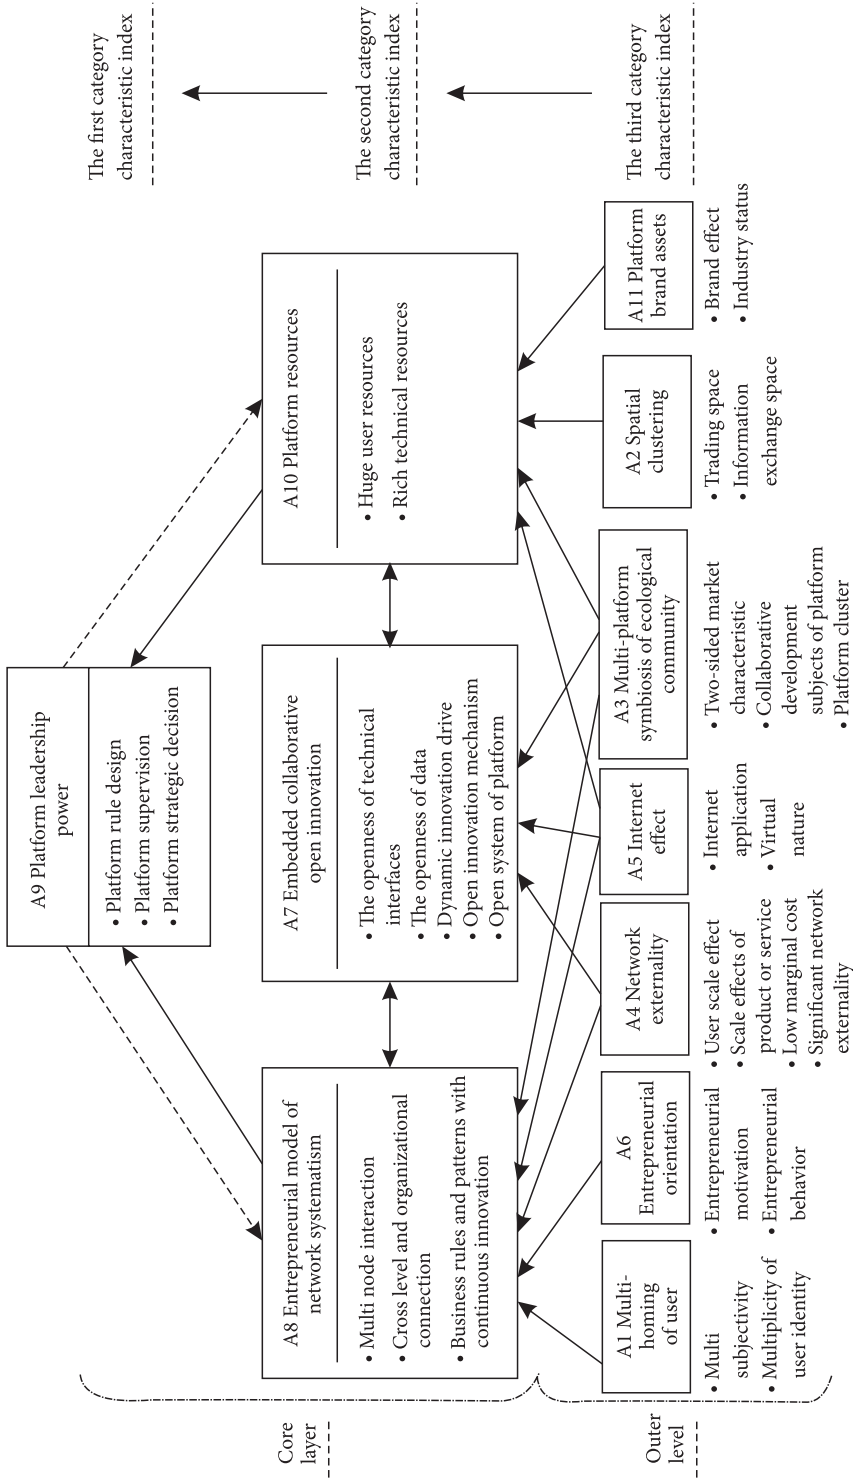 The first category
characteristic index
The second category
characteristic index
The third category
characteristic index
A9 Platform leadership
power
• Platform rule design
• Platform supervision
• Platform strategic decision
Core
layer
A8 Entrepreneurial model of
network systematism
• Multi node interaction
• Cross level and organizational
connection
• Business rules and patterns with
continuous innovation
A7 Embedded collaborative
open innovation
• The openness of technical
interfaces
• The openness of data
• Dynamic innovation drive
• Open innovation mechanism
• Open system of platform
A10 Platform resources
• Huge user resources
• Rich technical resources
Outer
level
A1 Multi-
homing
of user
• Multi
subjectivity
• Multiplicity of
user identity
A6
Entrepreneurial
orientation
• Entrepreneurial
motivation
• Entrepreneurial
behavior
A4 Network
externality
• User scale effect
• Scale effects of
product or service
• Low marginal cost
• Significant network
externality
A5 Internet
effect
• Internet
application
• Virtual
nature
A3 Multi-platform
symbiosis of ecological
community
• Two-sided market
characteristic
• Collaborative
development
subjects of platform
• Platform cluster
A2 Spatial
clustering
• Trading space
• Information
exchange space
A11 Platform
brand assets
• Brand effect
• Industry status